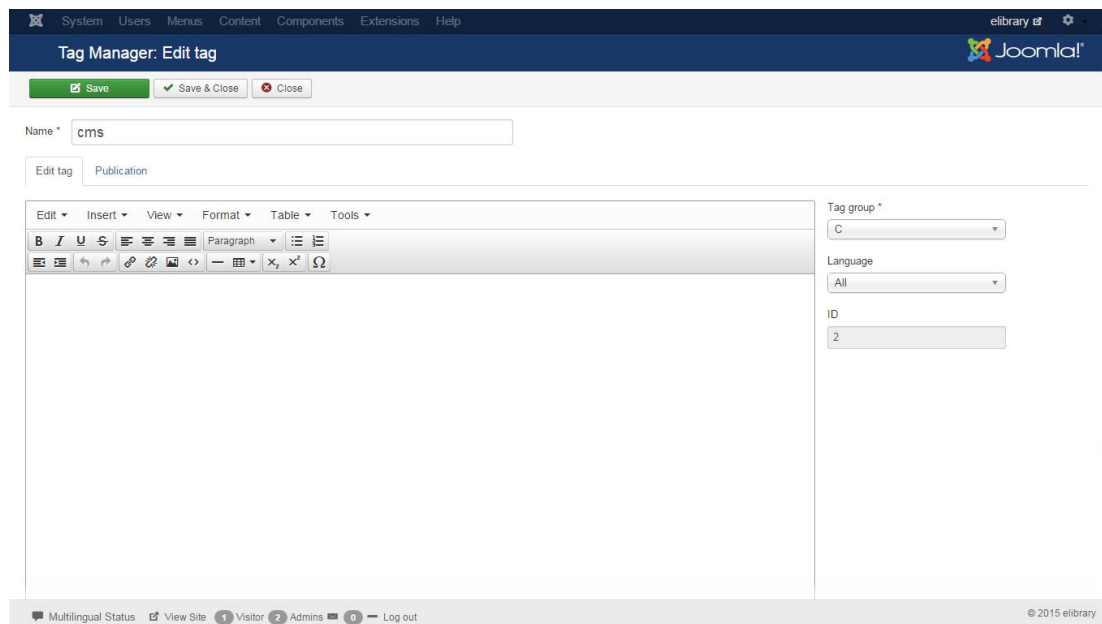 System Users Menus Content Components Extensions Help elibrary
Tag Manager: Edit tag Joomla!
Save Save & Close Close
Name * cms
Edit tag Publication
Edit Insert View Format Table Tools
B I U S Paragraph
X₂ X² Ω
Tag group *
C
Language
All
ID
2
Multilingual Status View Site 1 Visitor 2 Admins 0 Log out © 2015 elibrary